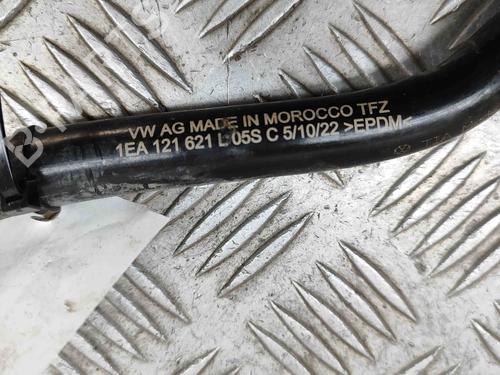 VW AG MADE IN MOROCCO TFZ
1EA 121 621 L 05S C 5/10/22 >EPDM<